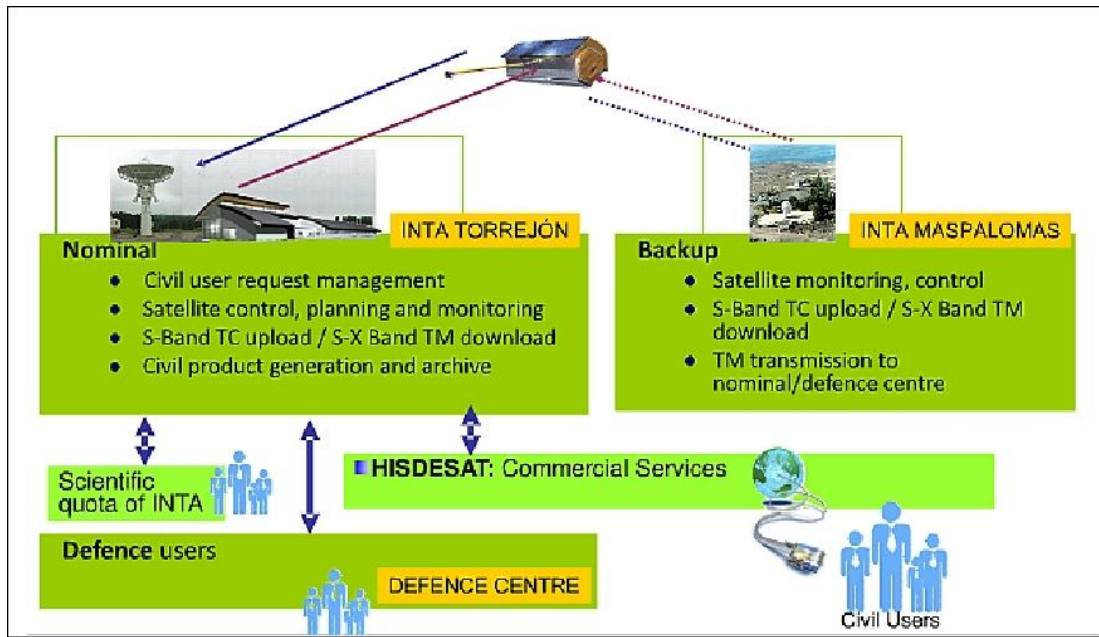 INTA TORREJÓN
Nominal
● Civil user request management
● Satellite control, planning and monitoring
● S-Band TC upload / S-X Band TM download
● Civil product generation and archive
INTA MASPALOMAS
Backup
● Satellite monitoring, control
● S-Band TC upload / S-X Band TM
download
● TM transmission to
nominal/defence centre
Scientific
quota of INTA
HISDESAT: Commercial Services
Defence users
DEFENCE CENTRE
Civil Users